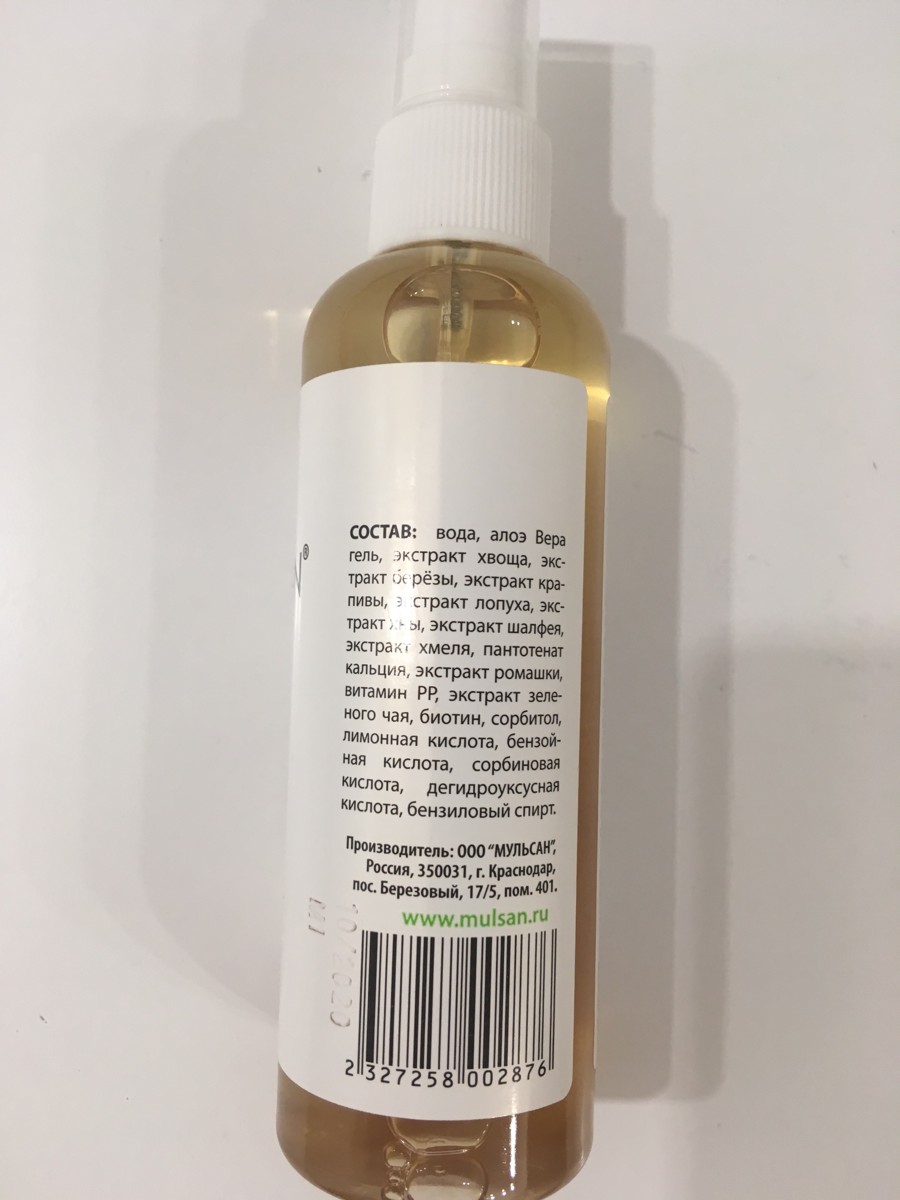 N®
СОСТАВ: вода, алоэ Вера
гель, экстракт хвоща, экс-
тракт берёзы, экстракт кра-
пивы, экстракт лопуха, экс-
тракт хны, экстракт шалфея,
экстракт хмеля, пантотенат
кальция, экстракт ромашки,
витамин РР, экстракт зеле-
ного чая, биотин, сорбитол,
лимонная кислота, бензой-
ная кислота, сорбиновая
кислота, дегидроуксусная
кислота, бензиловый спирт.
Производитель: ООО "МУЛЬСАН",
Россия, 350031, г. Краснодар,
пос. Березовый, 17/5, пом. 401.
www.mulsan.ru
10/2020
2 327258 002876